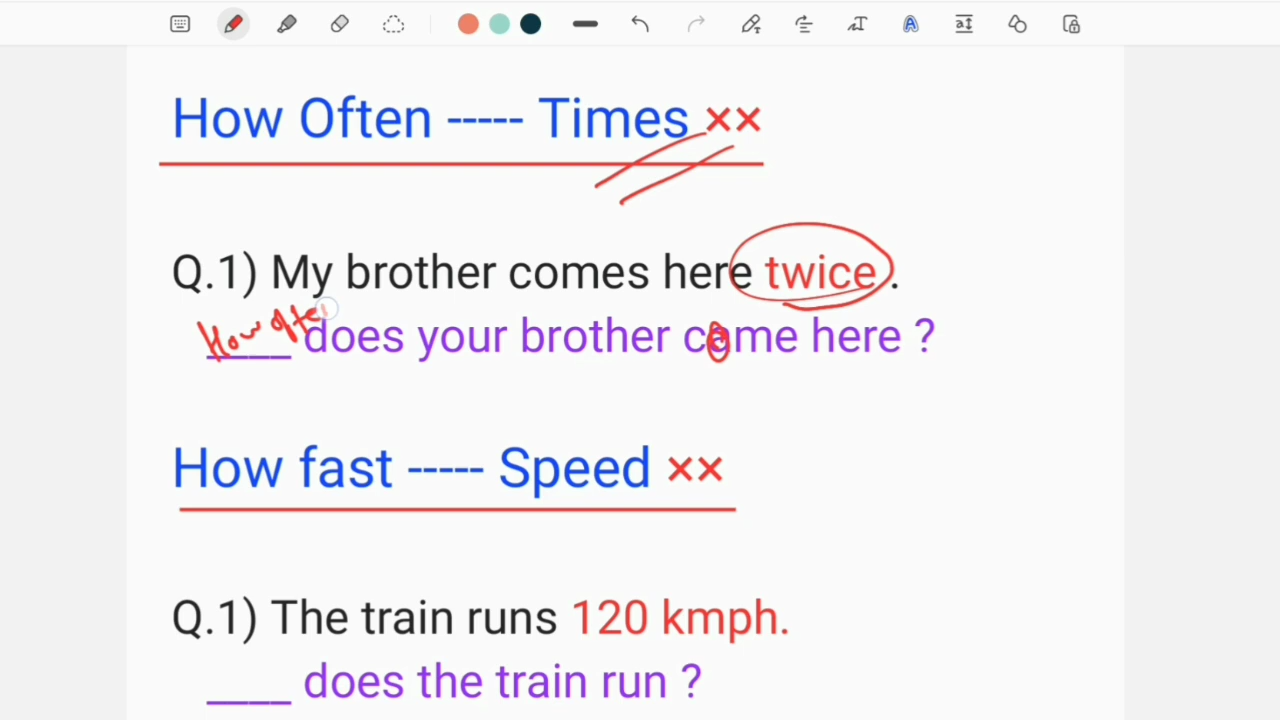 How Often ----- Times ××
Q.1) My brother comes here twice .
How ofte
____ does your brother come here ?
How fast ----- Speed ××
Q.1) The train runs 120 kmph.
____ does the train run ?